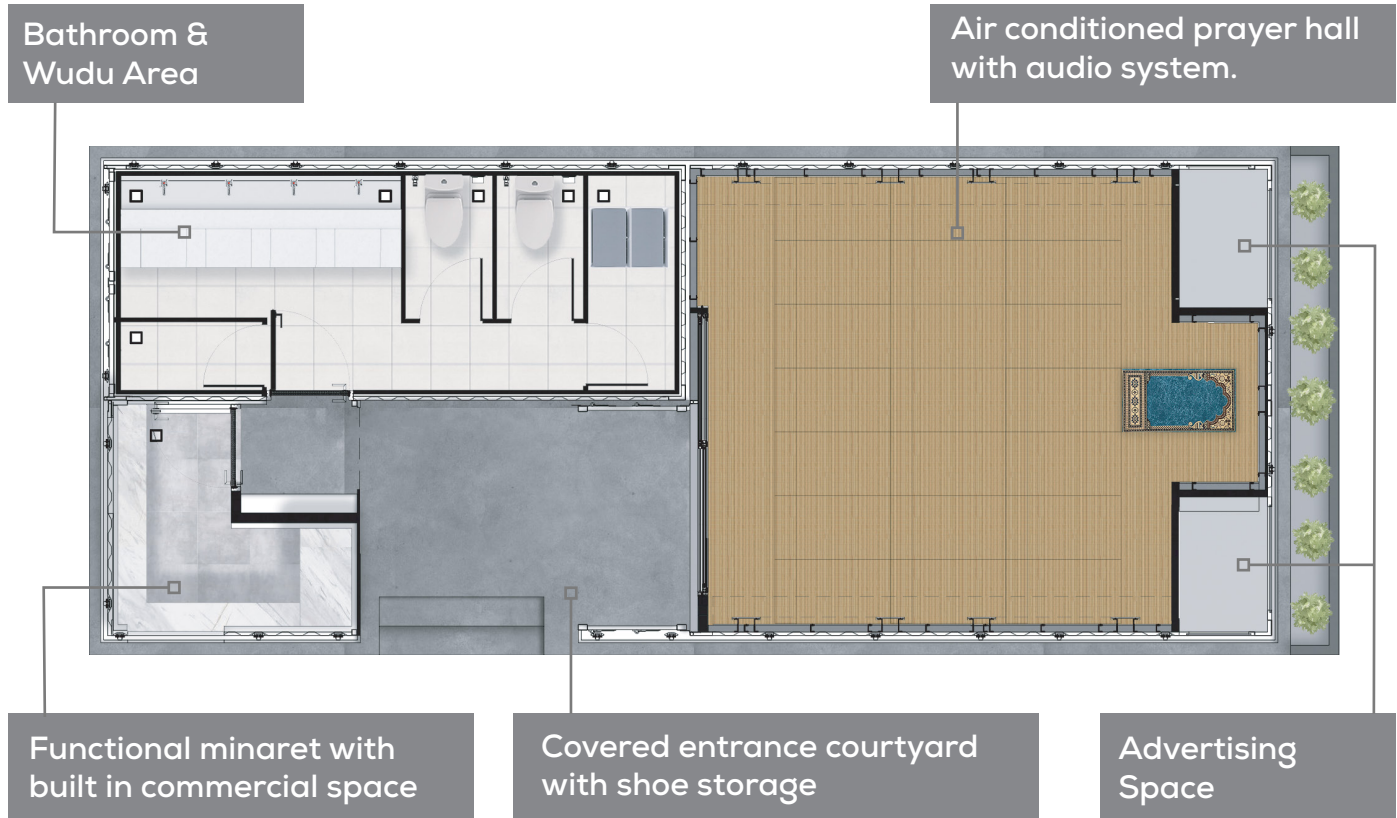 Bathroom &
Wudu Area
Air conditioned prayer hall
with audio system.
Functional minaret with
built in commercial space
Covered entrance courtyard
with shoe storage
Advertising
Space